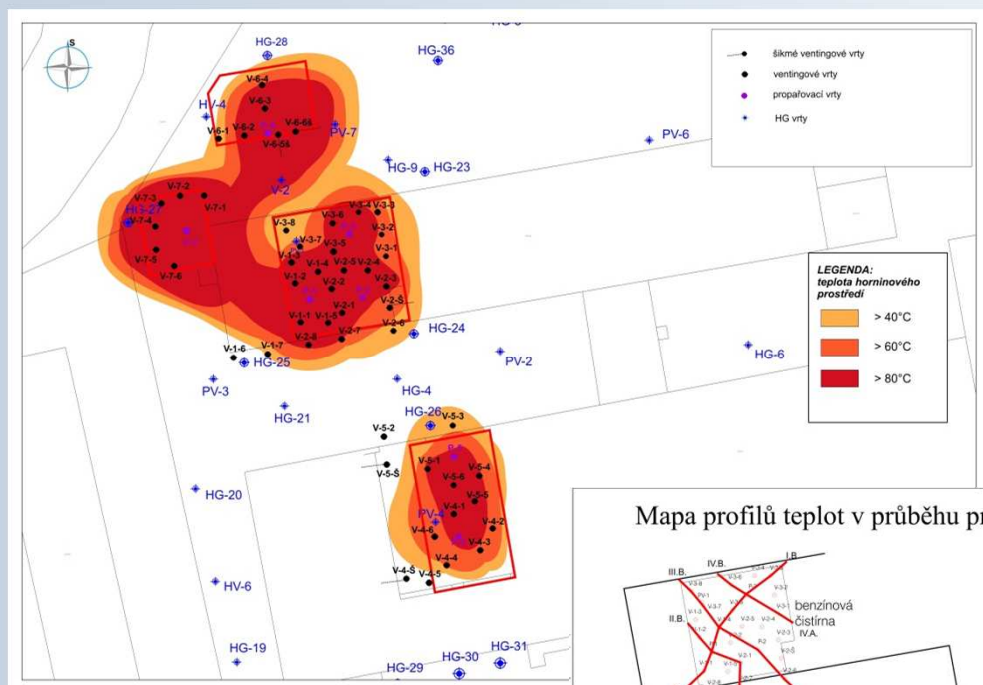 S
HG-28
HG-36
šikmé ventingové vrty
ventingové vrty
propařovací vrty
HG vrty
V-6-4
V-6-3
HV-4
V-6-1
V-6-2
V-6-6š
V-6-5š
PV-7
PV-6
HG-9
HG-23
V-2
V-7-2
V-7-3
V-7-1
HG-27
V-7-4
V-7-5
V-7-6
V-3-4
V-3-3
V-3-6
V-3-8
V-3-2
V-3-7
V-3-5
V-3-1
V-1-3
V-1-4
V-2-5
V-2-4
V-1-2
V-2-2
V-2-3
V-2-Š
V-2-1
V-1-1
V-1-5
V-2-6
V-2-7
V-2-8
HG-24
V-1-6
V-1-7
HG-25
PV-2
HG-6
PV-3
HG-4
HG-21
HG-26
V-5-3
V-5-2
V-5-Š
V-5-1
V-5-4
V-5-6
V-5-5
V-4-1
PV-4
V-4-2
V-4-6
V-4-3
V-4-4
V-4-Š
V-4-5
HG-20
HV-6
HG-19
HG-29
HG-30
HG-31
LEGENDA:
teplota horninového
prostředí
> 40°C
> 60°C
> 80°C
Mapa profilů teplot v průběhu pr
I.B.
IV.B.
III.B.
II.B.
benzínová
čistírna
IV.A.